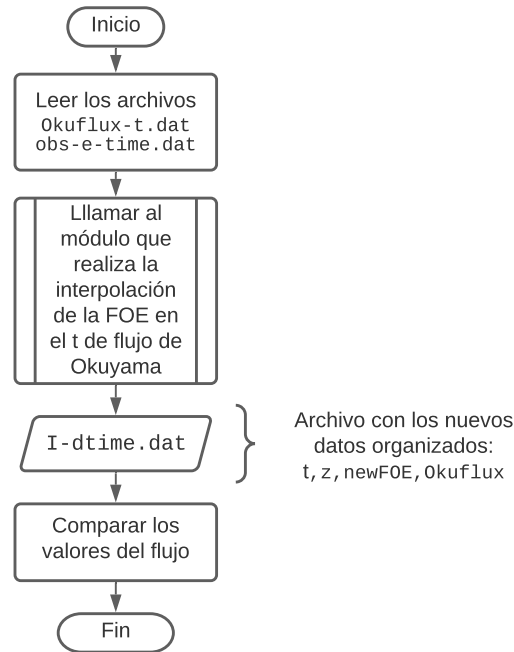 Inicio
Leer los archivos
Okuflux-t.dat
obs-e-time.dat
Lllamar al
módulo que
realiza la
interpolación
de la FOE en
el t de flujo de
Okuyama
I-dtime.dat
Archivo con los nuevos
datos organizados:
t,z,newFOE,Okuflux
Comparar los
valores del flujo
Fin